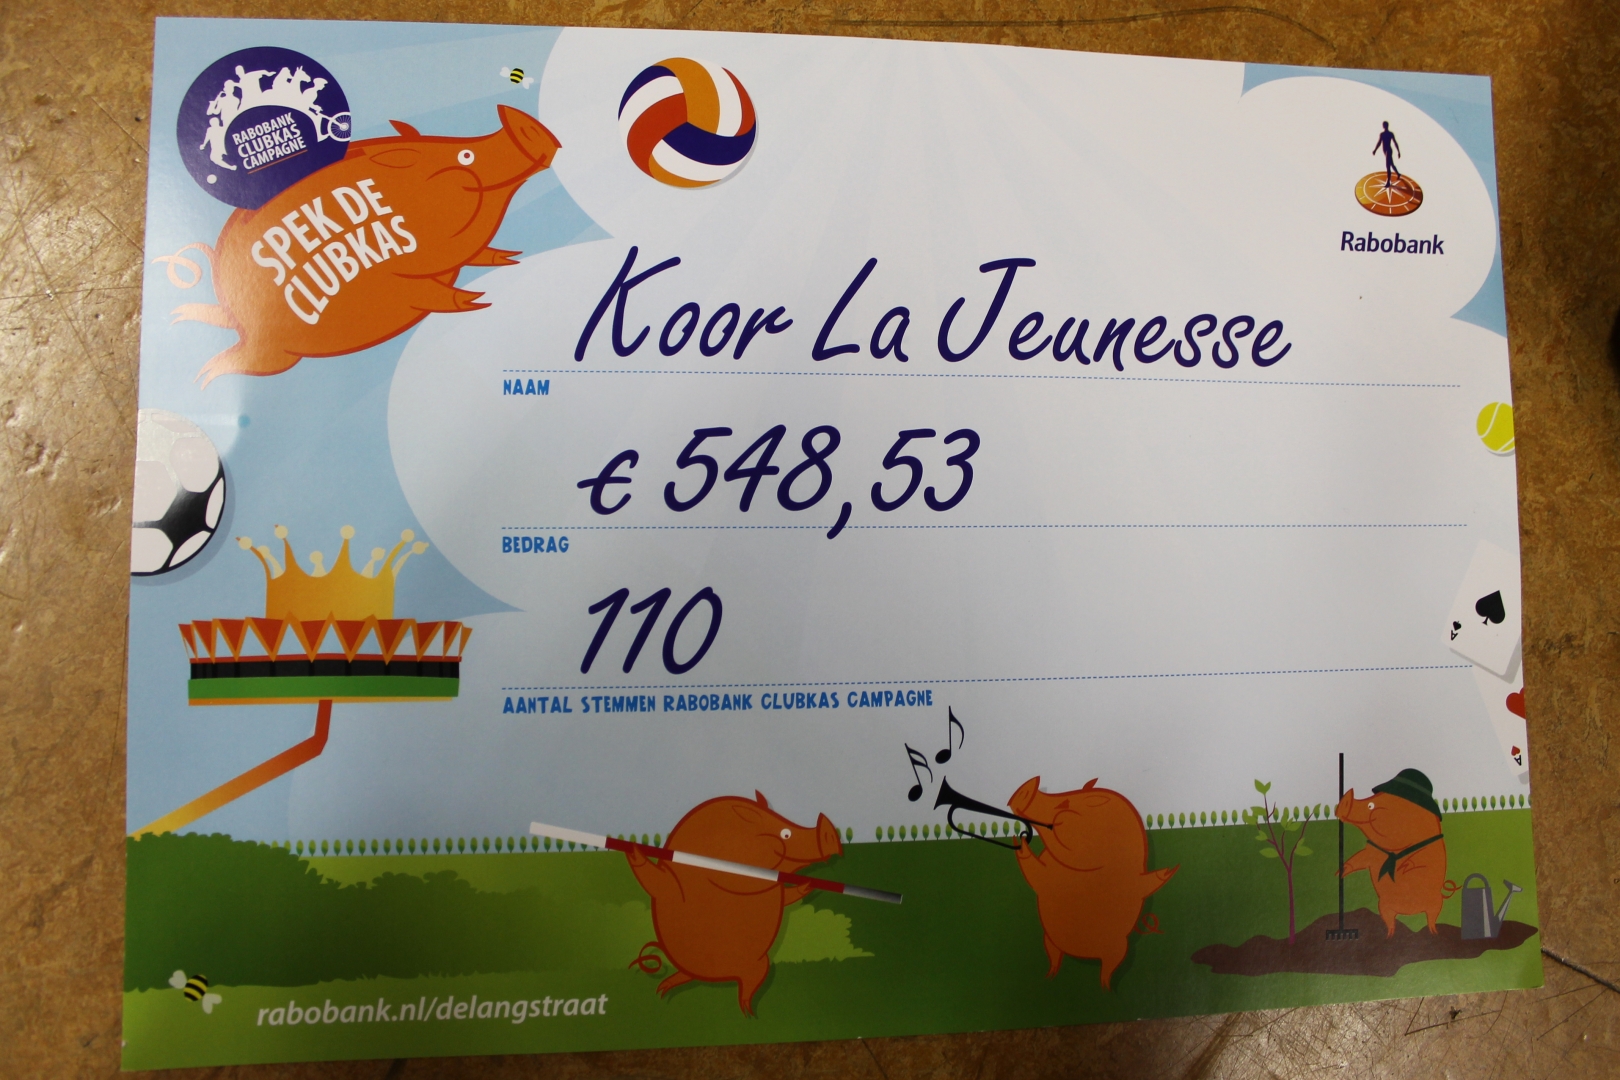 RABOBANK
CLUBKAS
CAMPAGNE
SPEK DE
CLUBKAS
Rabobank
Koor La Jeunesse
NAAM
€ 548,53
BEDRAG
110
AANTAL STEMMEN RABOBANK CLUBKAS CAMPAGNE
A
A
rabobank.nl/delangstraat